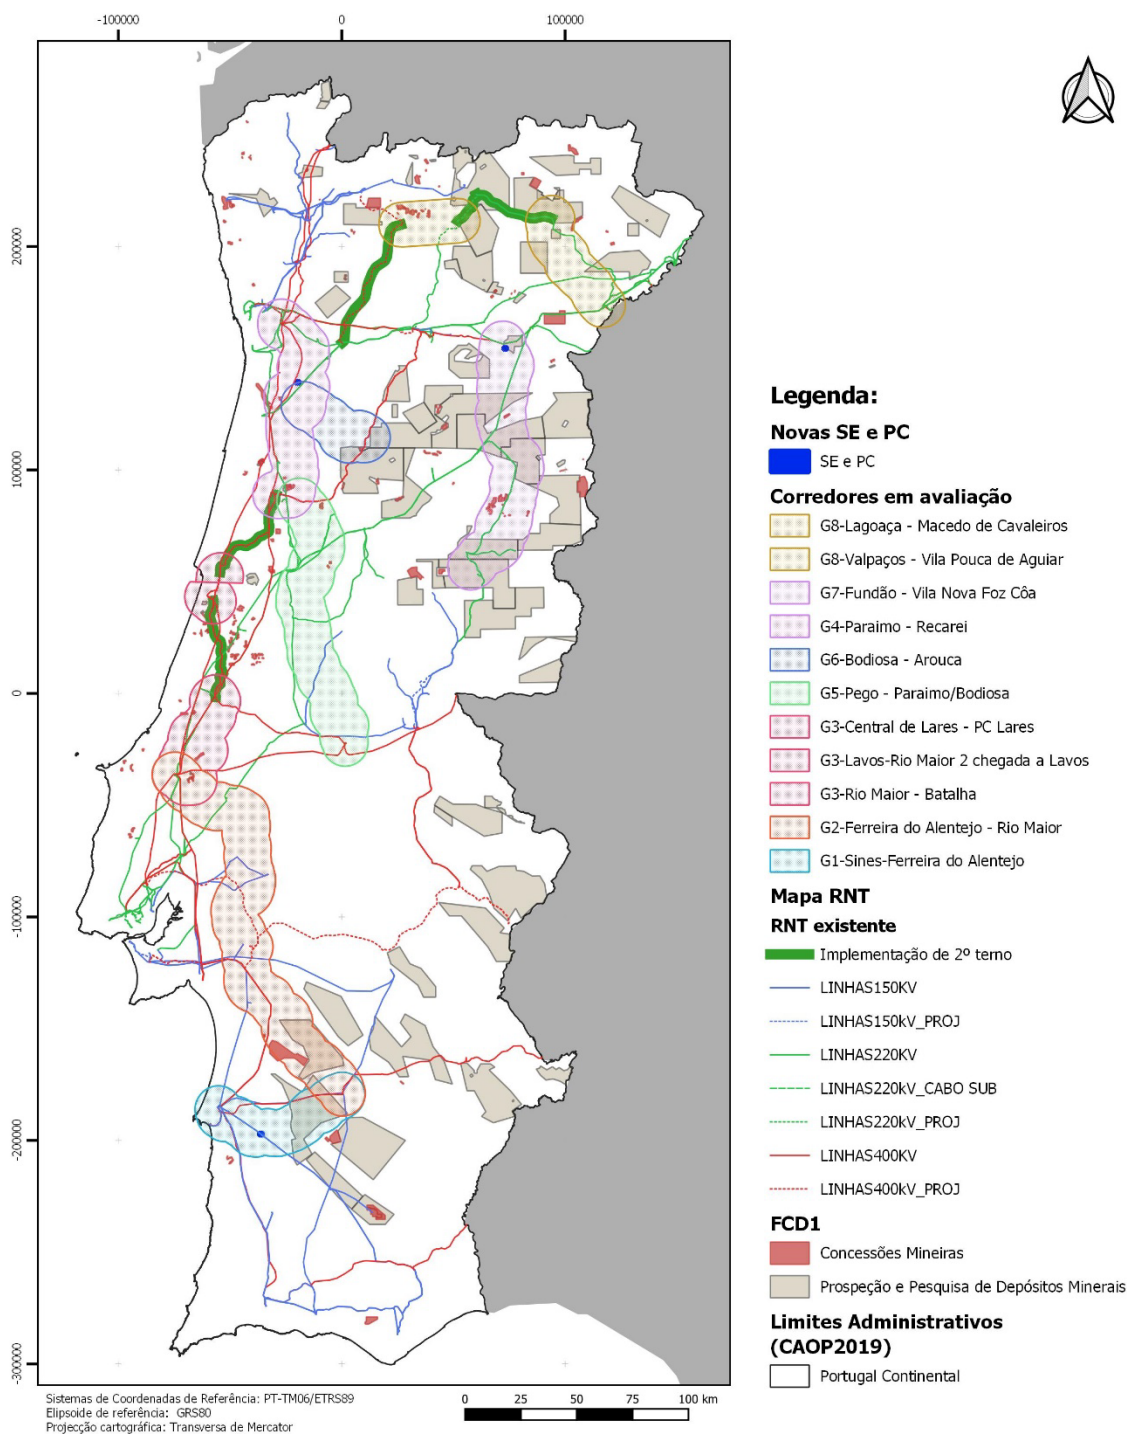 -100000
0
100000
200000
100000
0
-100000
-200000
-300000
Legenda:
Novas SE e PC
SE e PC
Corredores em avaliação
G8-Lagoaça - Macedo de Cavaleiros
G8-Valpaços - Vila Pouca de Aguiar
G7-Fundão - Vila Nova Foz Côa
G4-Paraimo - Recarei
G6-Bodiosa - Arouca
G5-Pego - Paraimo/Bodiosa
G3-Central de Lares - PC Lares
G3-Lavos-Rio Maior 2 chegada a Lavos
G3-Rio Maior - Batalha
G2-Ferreira do Alentejo - Rio Maior
G1-Sines-Ferreira do Alentejo
Mapa RNT
RNT existente
Implementação de 2º terno
LINHAS150KV
LINHAS150kV_PROJ
LINHAS220KV
LINHAS220kV_CABO SUB
LINHAS220kV_PROJ
LINHAS400KV
LINHAS400kV_PROJ
FCD1
Concessões Mineiras
Prospeção e Pesquisa de Depósitos Minerais
Limites Administrativos
(CAOP2019)
Portugal Continental
Sistemas de Coordenadas de Referência: PT-TM06/ETRS89
Elipsoide de referência: GRS80
Projecção cartográfica: Transversa de Mercator
0 25 50 75 100 km